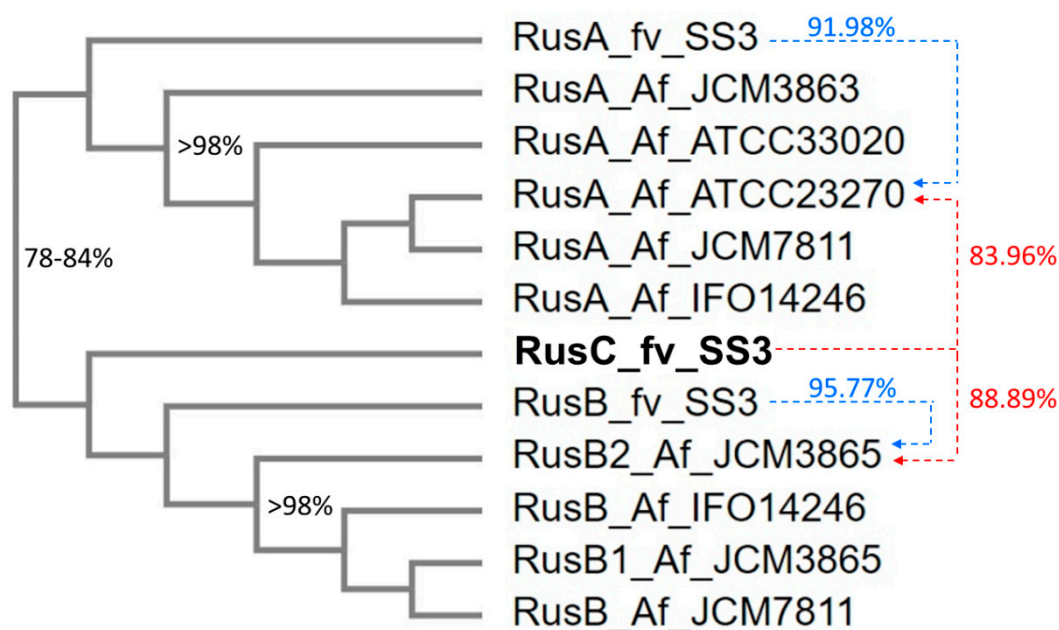 RusA_fv_SS3
91.98%
RusA_Af_JCM3863
>98%
RusA_Af_ATCC33020
RusA_Af_ATCC23270
78-84%
RusA_Af_JCM7811
83.96%
RusA_Af_IFO14246
RusC_fv_SS3
RusB_fv_SS3
95.77%
88.89%
RusB2_Af_JCM3865
>98%
RusB_Af_IFO14246
RusB1_Af_JCM3865
RusB_Af_JCM7811